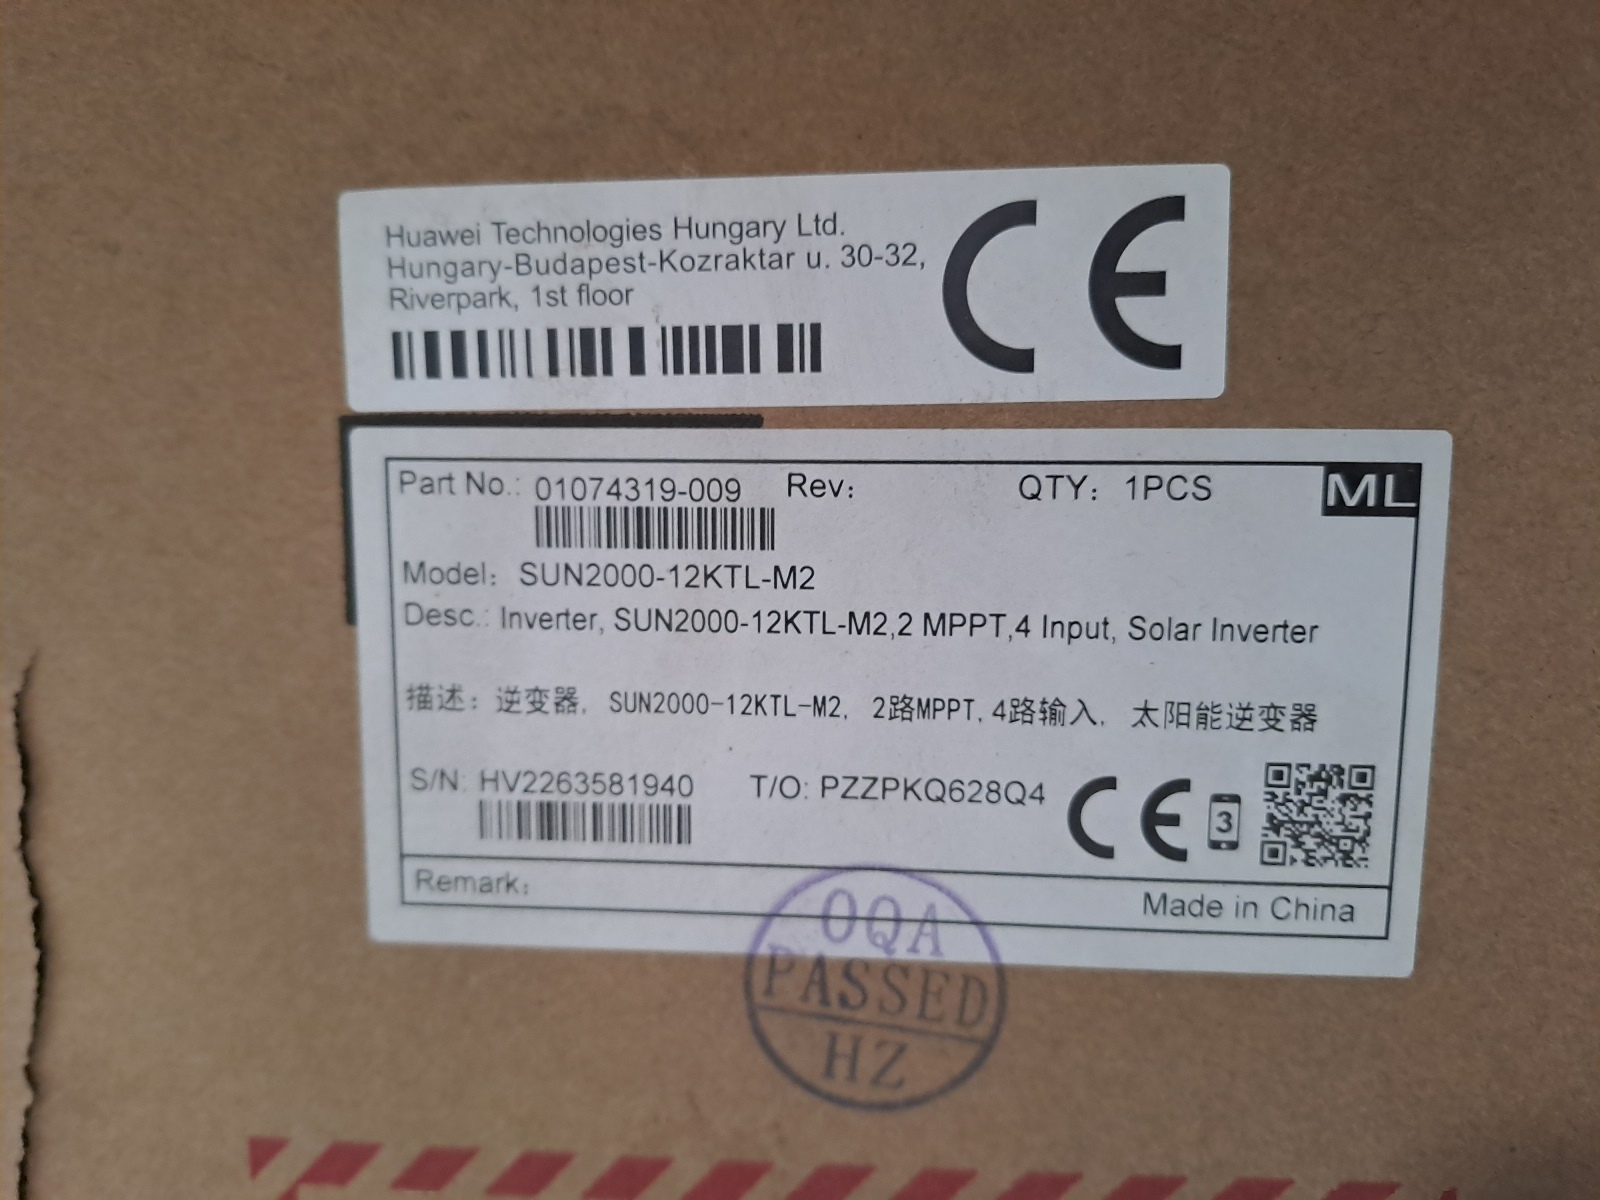 Huawei Technologies Hungary Ltd.
Hungary-Budapest-Kozraktar u. 30-32,
Riverpark, 1st floor
CE
Part No.: 01074319-009 Rev: QTY: 1PCS ML
Model: SUN2000-12KTL-M2
Desc.: Inverter, SUN2000-12KTL-M2,2 MPPT,4 Input, Solar Inverter
描述: 逆变器, SUN2000-12KTL-M2, 2路MPPT, 4路输入, 太阳能逆变器
S/N: HV2263581940 T/O: PZZPKQ628Q4 CE 3
Remark:
Made in China
OQA
PASSED
HZ